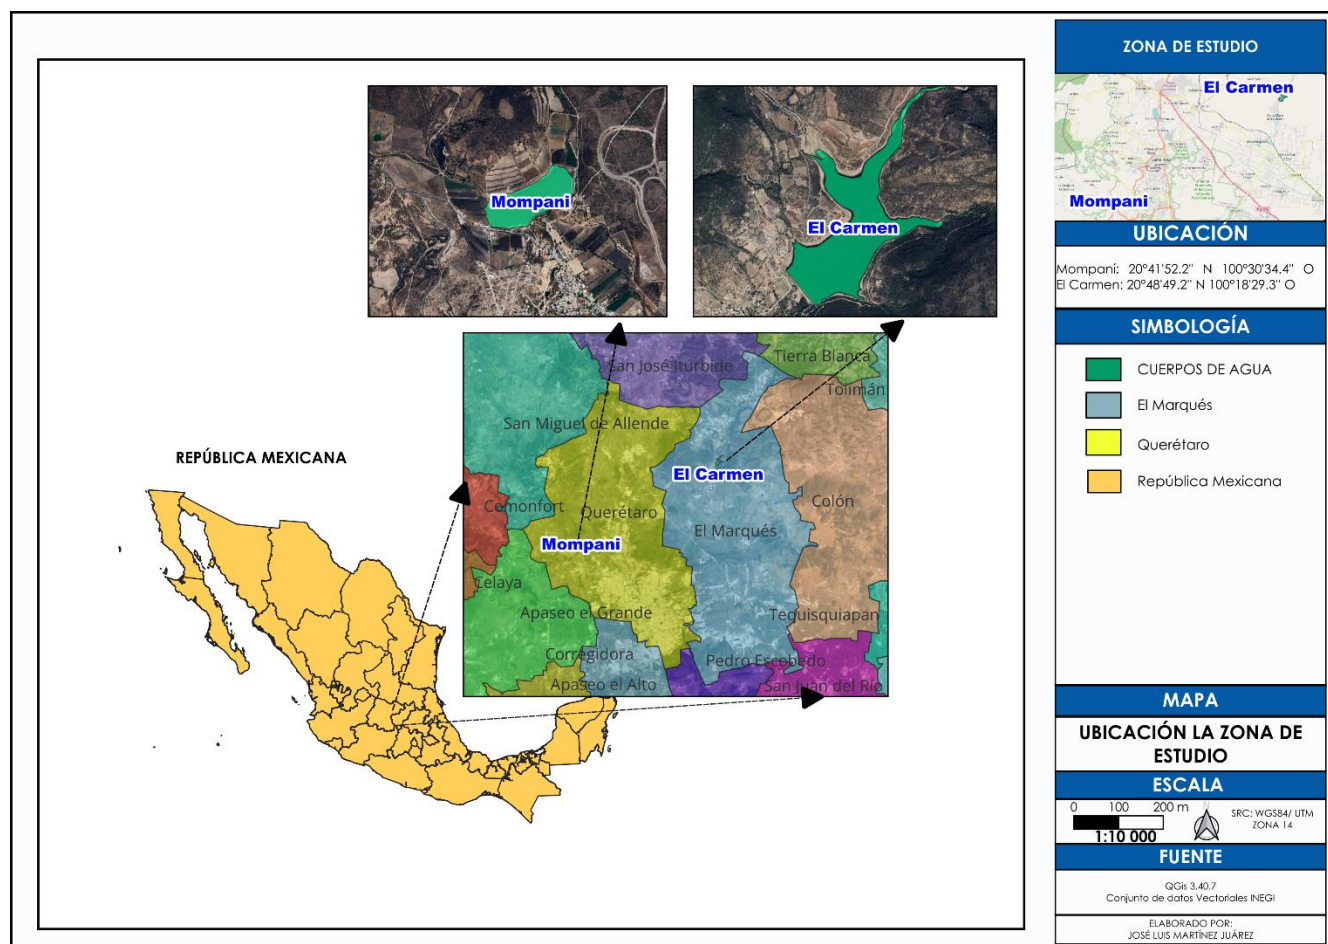 Mompani
El Carmen
San José Iturbide
Tierra Blanca
Tolimán
San Miguel de Allende
El Carmen
Comonfort
Querétaro
Colón
El Marqués
Mompani
Celaya
Apaseo el Grande
Tequisquiapan
Corregidora
Pedro Escobedo
Apaseo el Alto
San Juan del Río
REPÚBLICA MEXICANA
ZONA DE ESTUDIO
El Carmen
Mompani
UBICACIÓN
Mompaní: 20°41'52.2" N 100°30'34.4" O
El Carmen: 20°48'49.2" N 100°18'29.3" O
SIMBOLOGÍA
CUERPOS DE AGUA
El Marqués
Querétaro
República Mexicana
MAPA
UBICACIÓN LA ZONA DE
ESTUDIO
ESCALA
0 100 200 m
1:10 000
N
SRC: WGS84/ UTM
ZONA 14
FUENTE
QGis 3.40.7
Conjunto de datos Vectoriales INEGI
ELABORADO POR:
JOSÉ LUIS MARTÍNEZ JUÁREZ